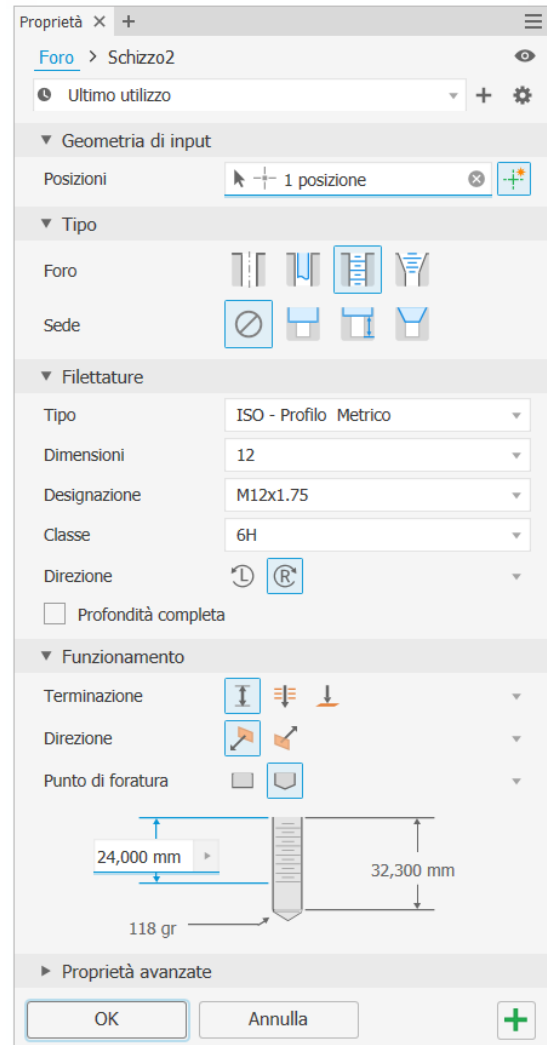 Proprietà
Foro > Schizzo2
Ultimo utilizzo
Geometria di input
Posizioni 1 posizione
Tipo
Foro
Sede
Filettature
Tipo ISO - Profilo Metrico
Dimensioni 12
Designazione M12x1.75
Classe 6H
Direzione L R
Profondità completa
Funzionamento
Terminazione
Direzione
Punto di foratura
24,000 mm
32,300 mm
118 gr
Proprietà avanzate
OK Annulla